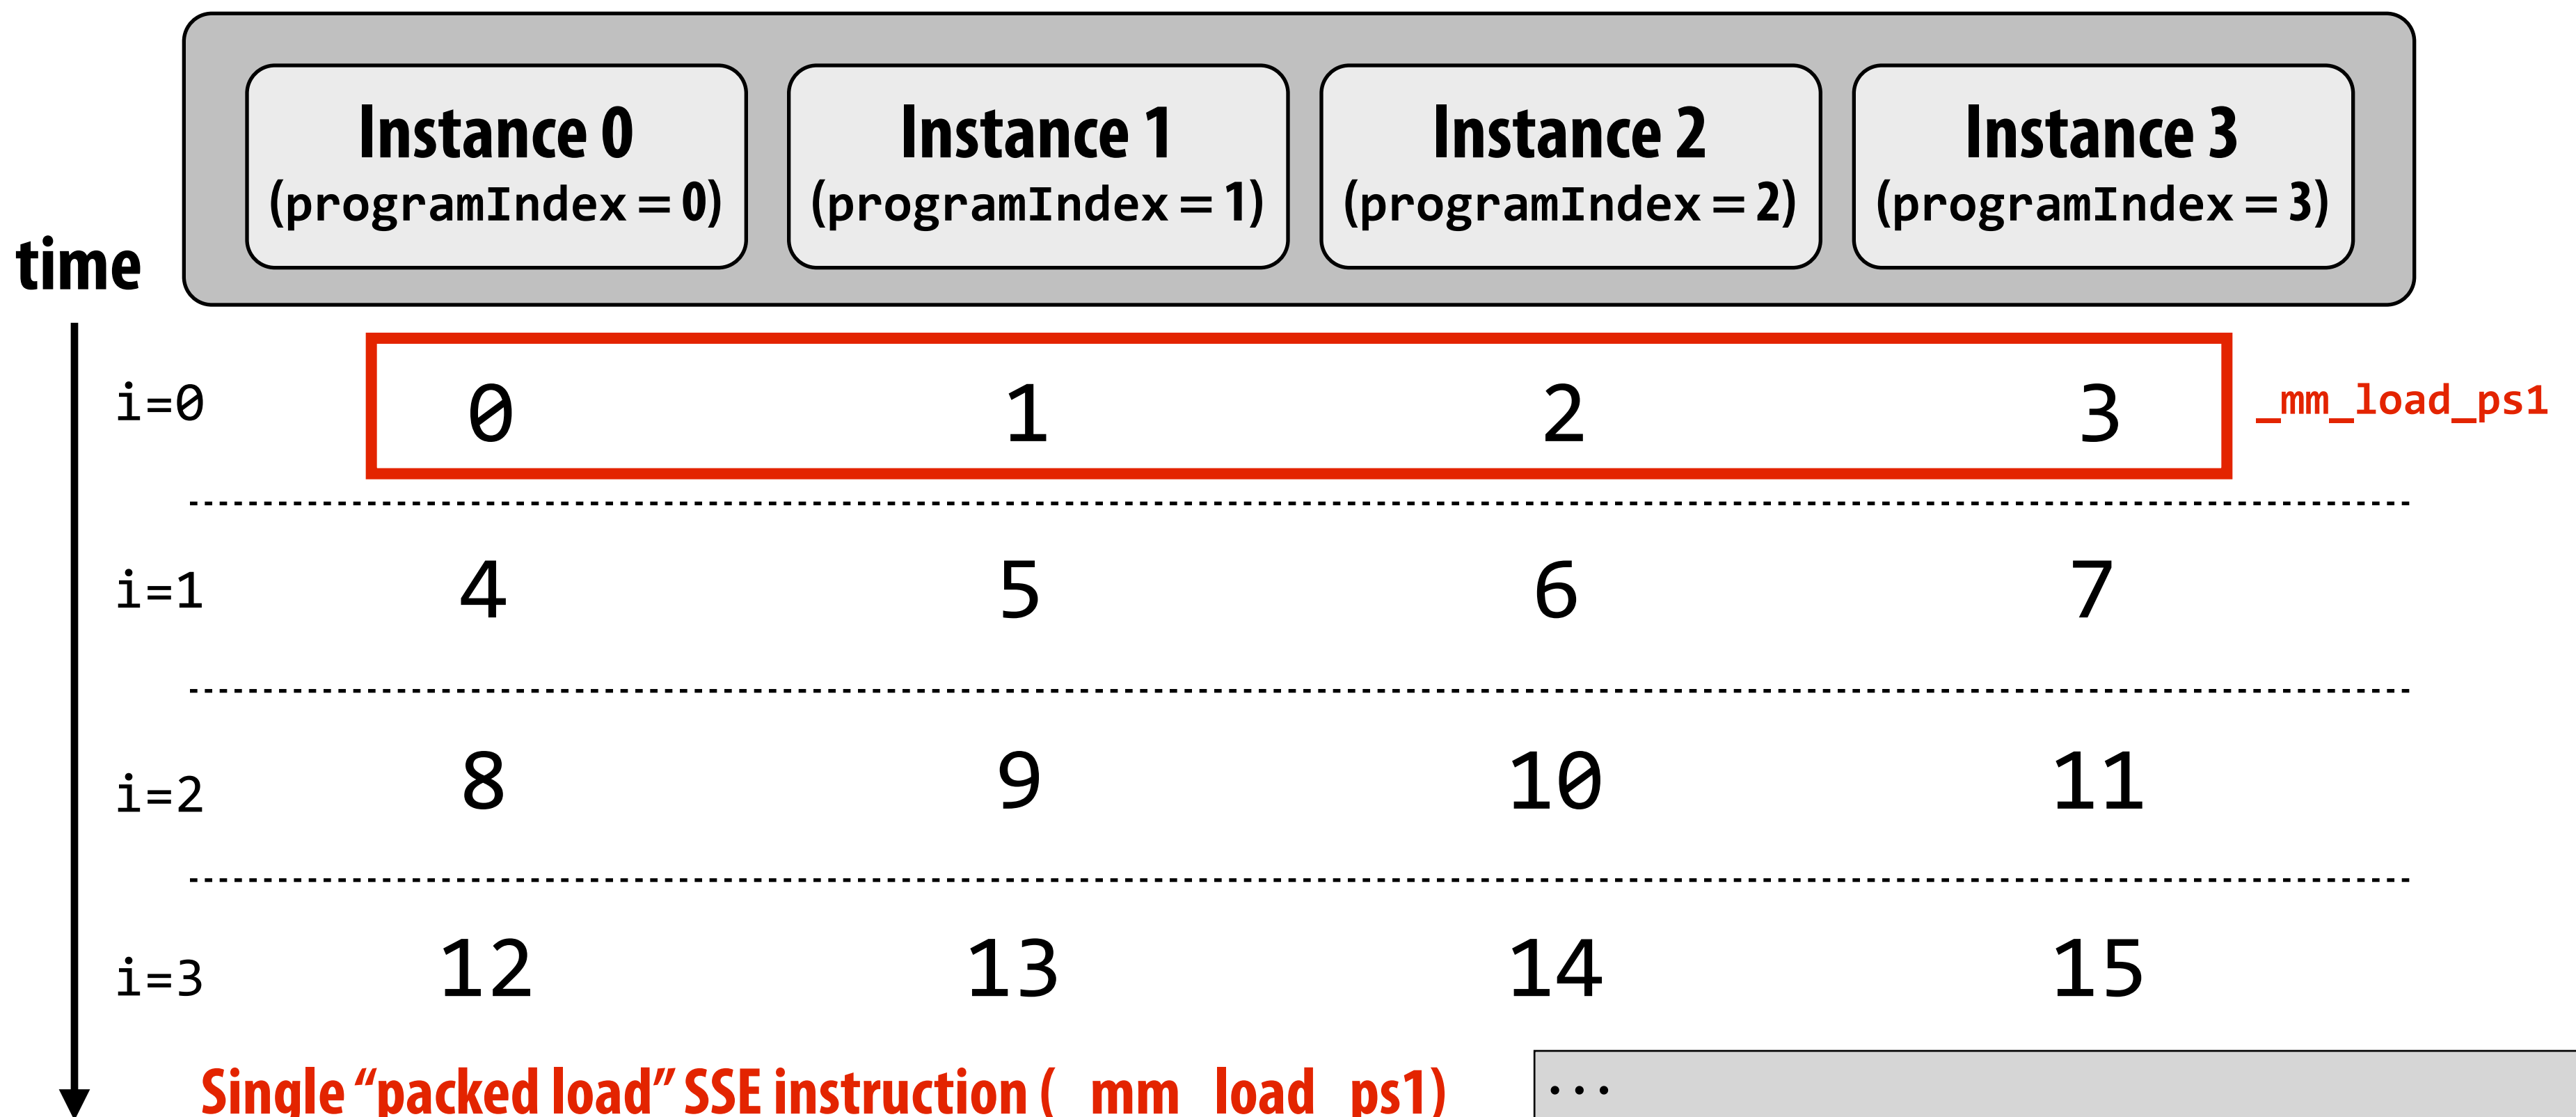 Instance 0 Instance 1 Instance 2 Instance 3
(programIndex = 0) (programIndex = 1) (programIndex = 2) (programIndex = 3)
time
i=0 0 1 2 3 _mm_load_ps1
i=1 4 5 6 7
i=2 8 9 10 11
i=3 12 13 14 15
Single “packed load” SSE instruction (_mm_load_ps1)
...